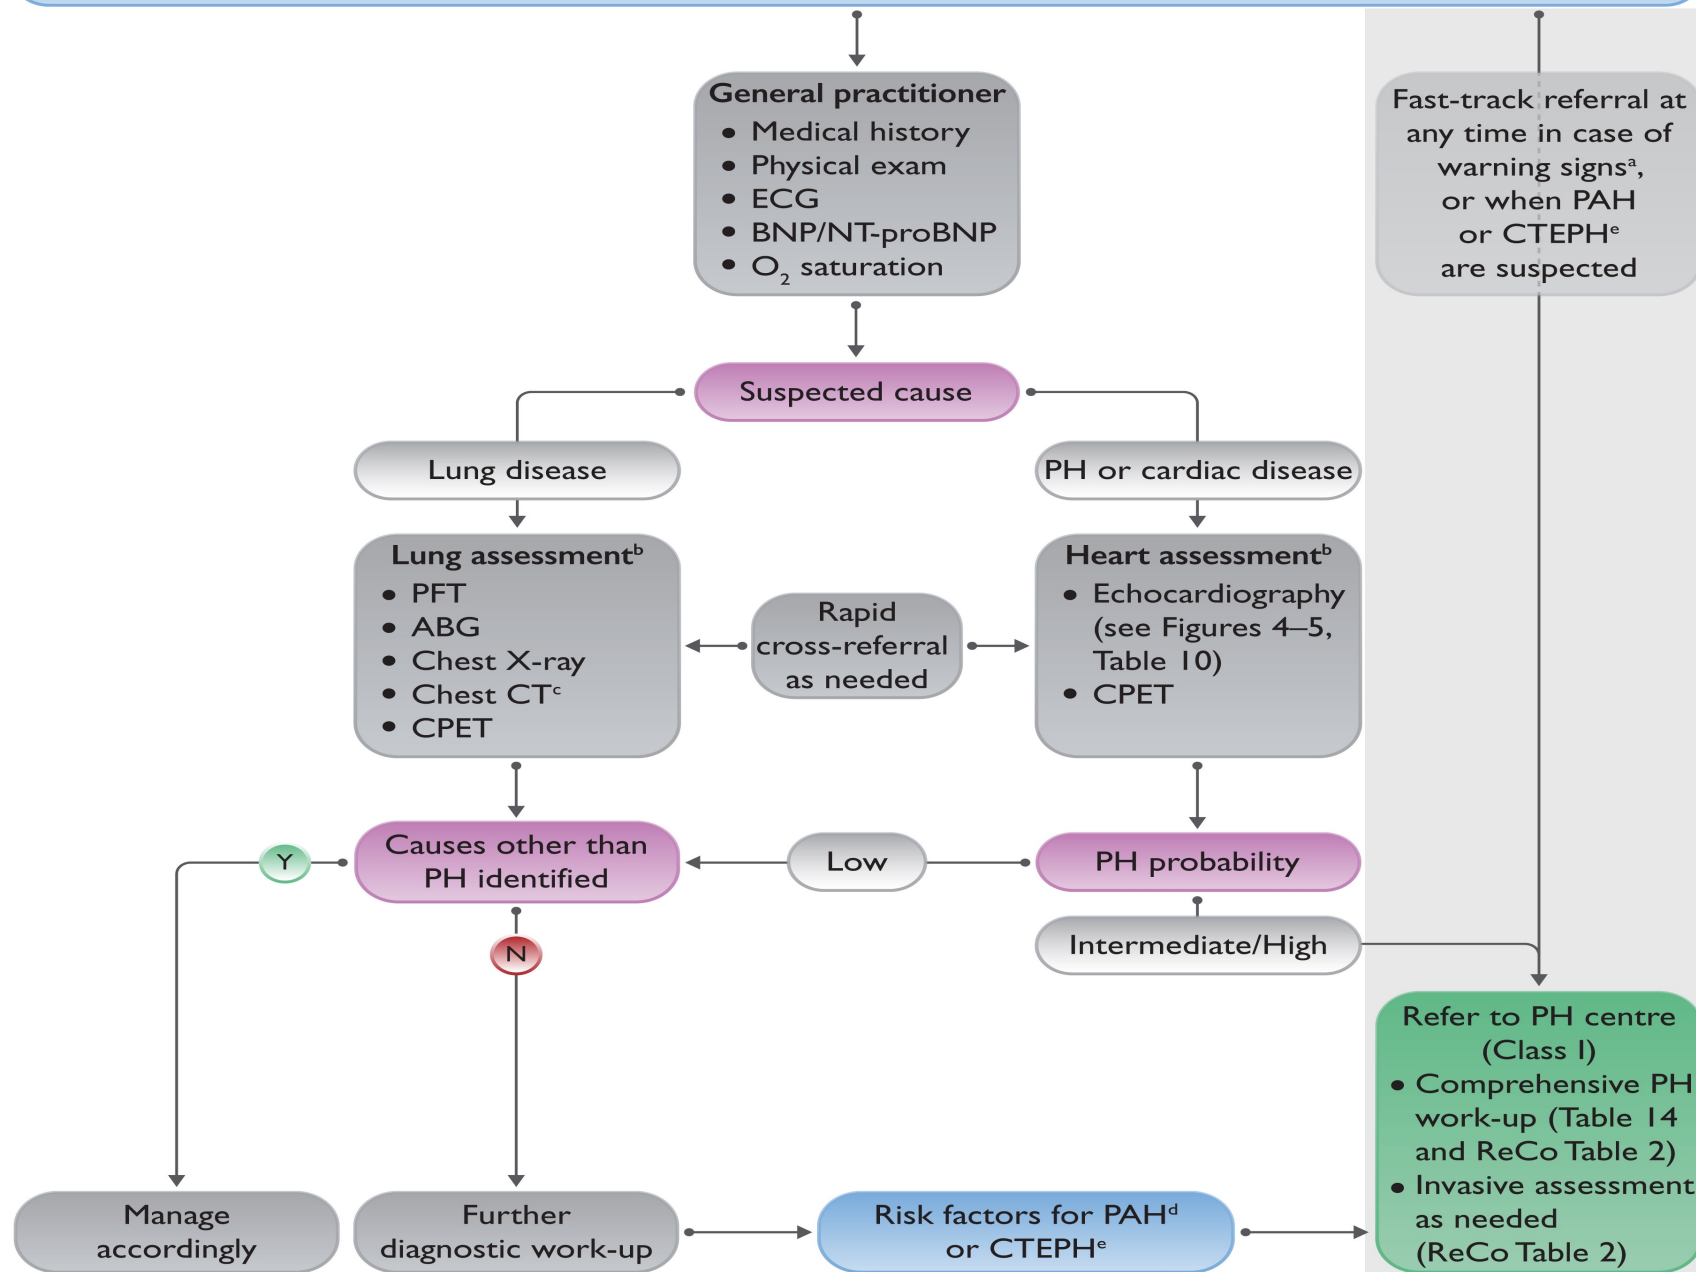 General practitioner
• Medical history
• Physical exam
• ECG
• BNP/NT-proBNP
• O₂ saturation
Fast-track referral at
any time in case of
warning signsᵃ,
or when PAH
or CTEPHᵉ
are suspected
Suspected cause
Lung disease
PH or cardiac disease
Lung assessmentᵇ
• PFT
• ABG
• Chest X-ray
• Chest CTᶜ
• CPET
Rapid
cross-referral
as needed
Heart assessmentᵇ
• Echocardiography
(see Figures 4–5,
Table 10)
• CPET
Y
Causes other than
PH identified
Low
PH probability
N
Intermediate/High
Refer to PH centre
(Class I)
• Comprehensive PH
work-up (Table 14
and ReCo Table 2)
• Invasive assessment
as needed
(ReCo Table 2)
Manage
accordingly
Further
diagnostic work-up
Risk factors for PAHᵈ
or CTEPHᵉ